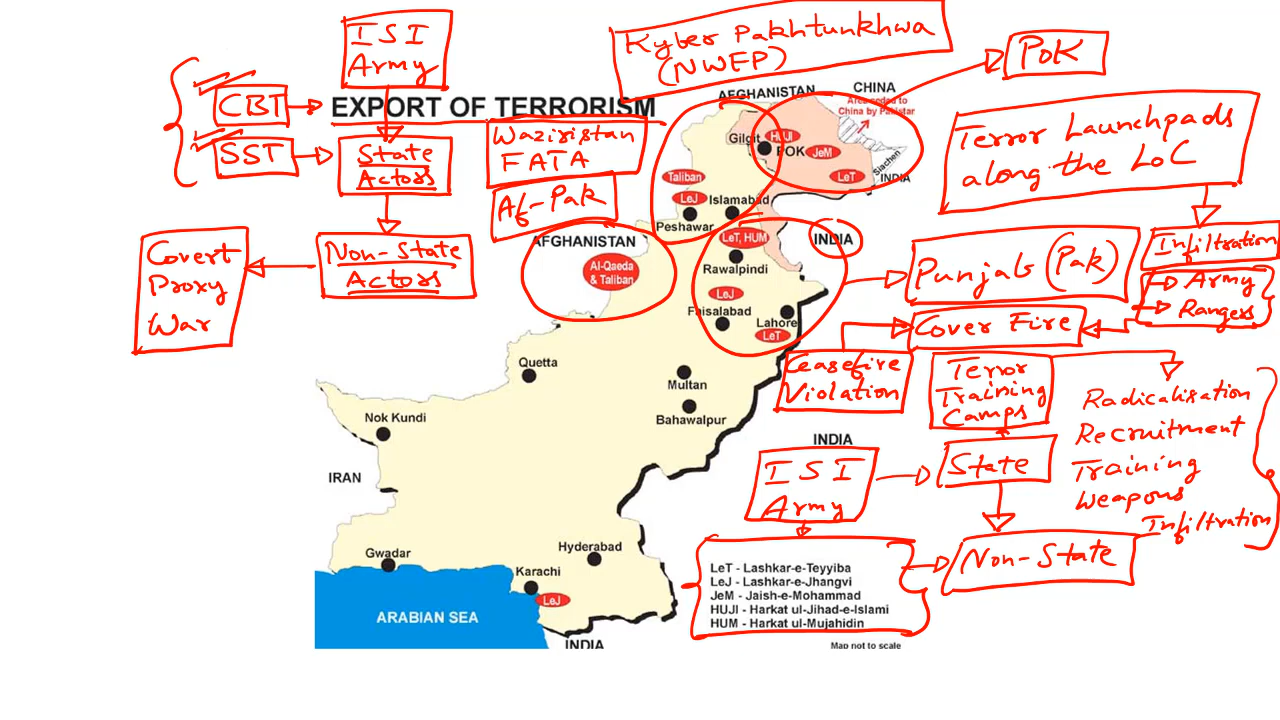 ISI
Army
CBT
EXPORT OF TERRORISM
SST
State
Actors
Non-State
Actors
Covert
Proxy
War
Kyber Pakhtunkhwa
(NWFP)
PoK
Waziristan
FATA
Af-Pak
Terror Launchpads
along the LoC
Infiltration
Army
Rangers
Punjab (Pak)
Cover Fire
Ceasefire
Violation
Terror
Training
Camps
Radicalisation
Recruitment
Training
Weapons
Infiltration
ISI
Army
State
Non-State
AFGHANISTAN
CHINA
Area ceded to
China by Pakistan
Gilgit
HUJI
POK
JeM
LeT
Siachen
INDIA
Taliban
LeJ
Islamabad
Peshawar
AFGHANISTAN
Al-Qaeda
& Taliban
LeT, HUM
INDIA
Rawalpindi
LeJ
Faisalabad
Lahore
LeT
Quetta
Multan
Bahawalpur
Nok Kundi
INDIA
IRAN
Gwadar
Hyderabad
Karachi
LeJ
ARABIAN SEA
INDIA
LeT - Lashkar-e-Teyyiba
LeJ - Lashkar-e-Jhangvi
JeM - Jaish-e-Mohammad
HUJI - Harkat ul-Jihad-e-Islami
HUM - Harkat ul-Mujahidin
Map not to scale